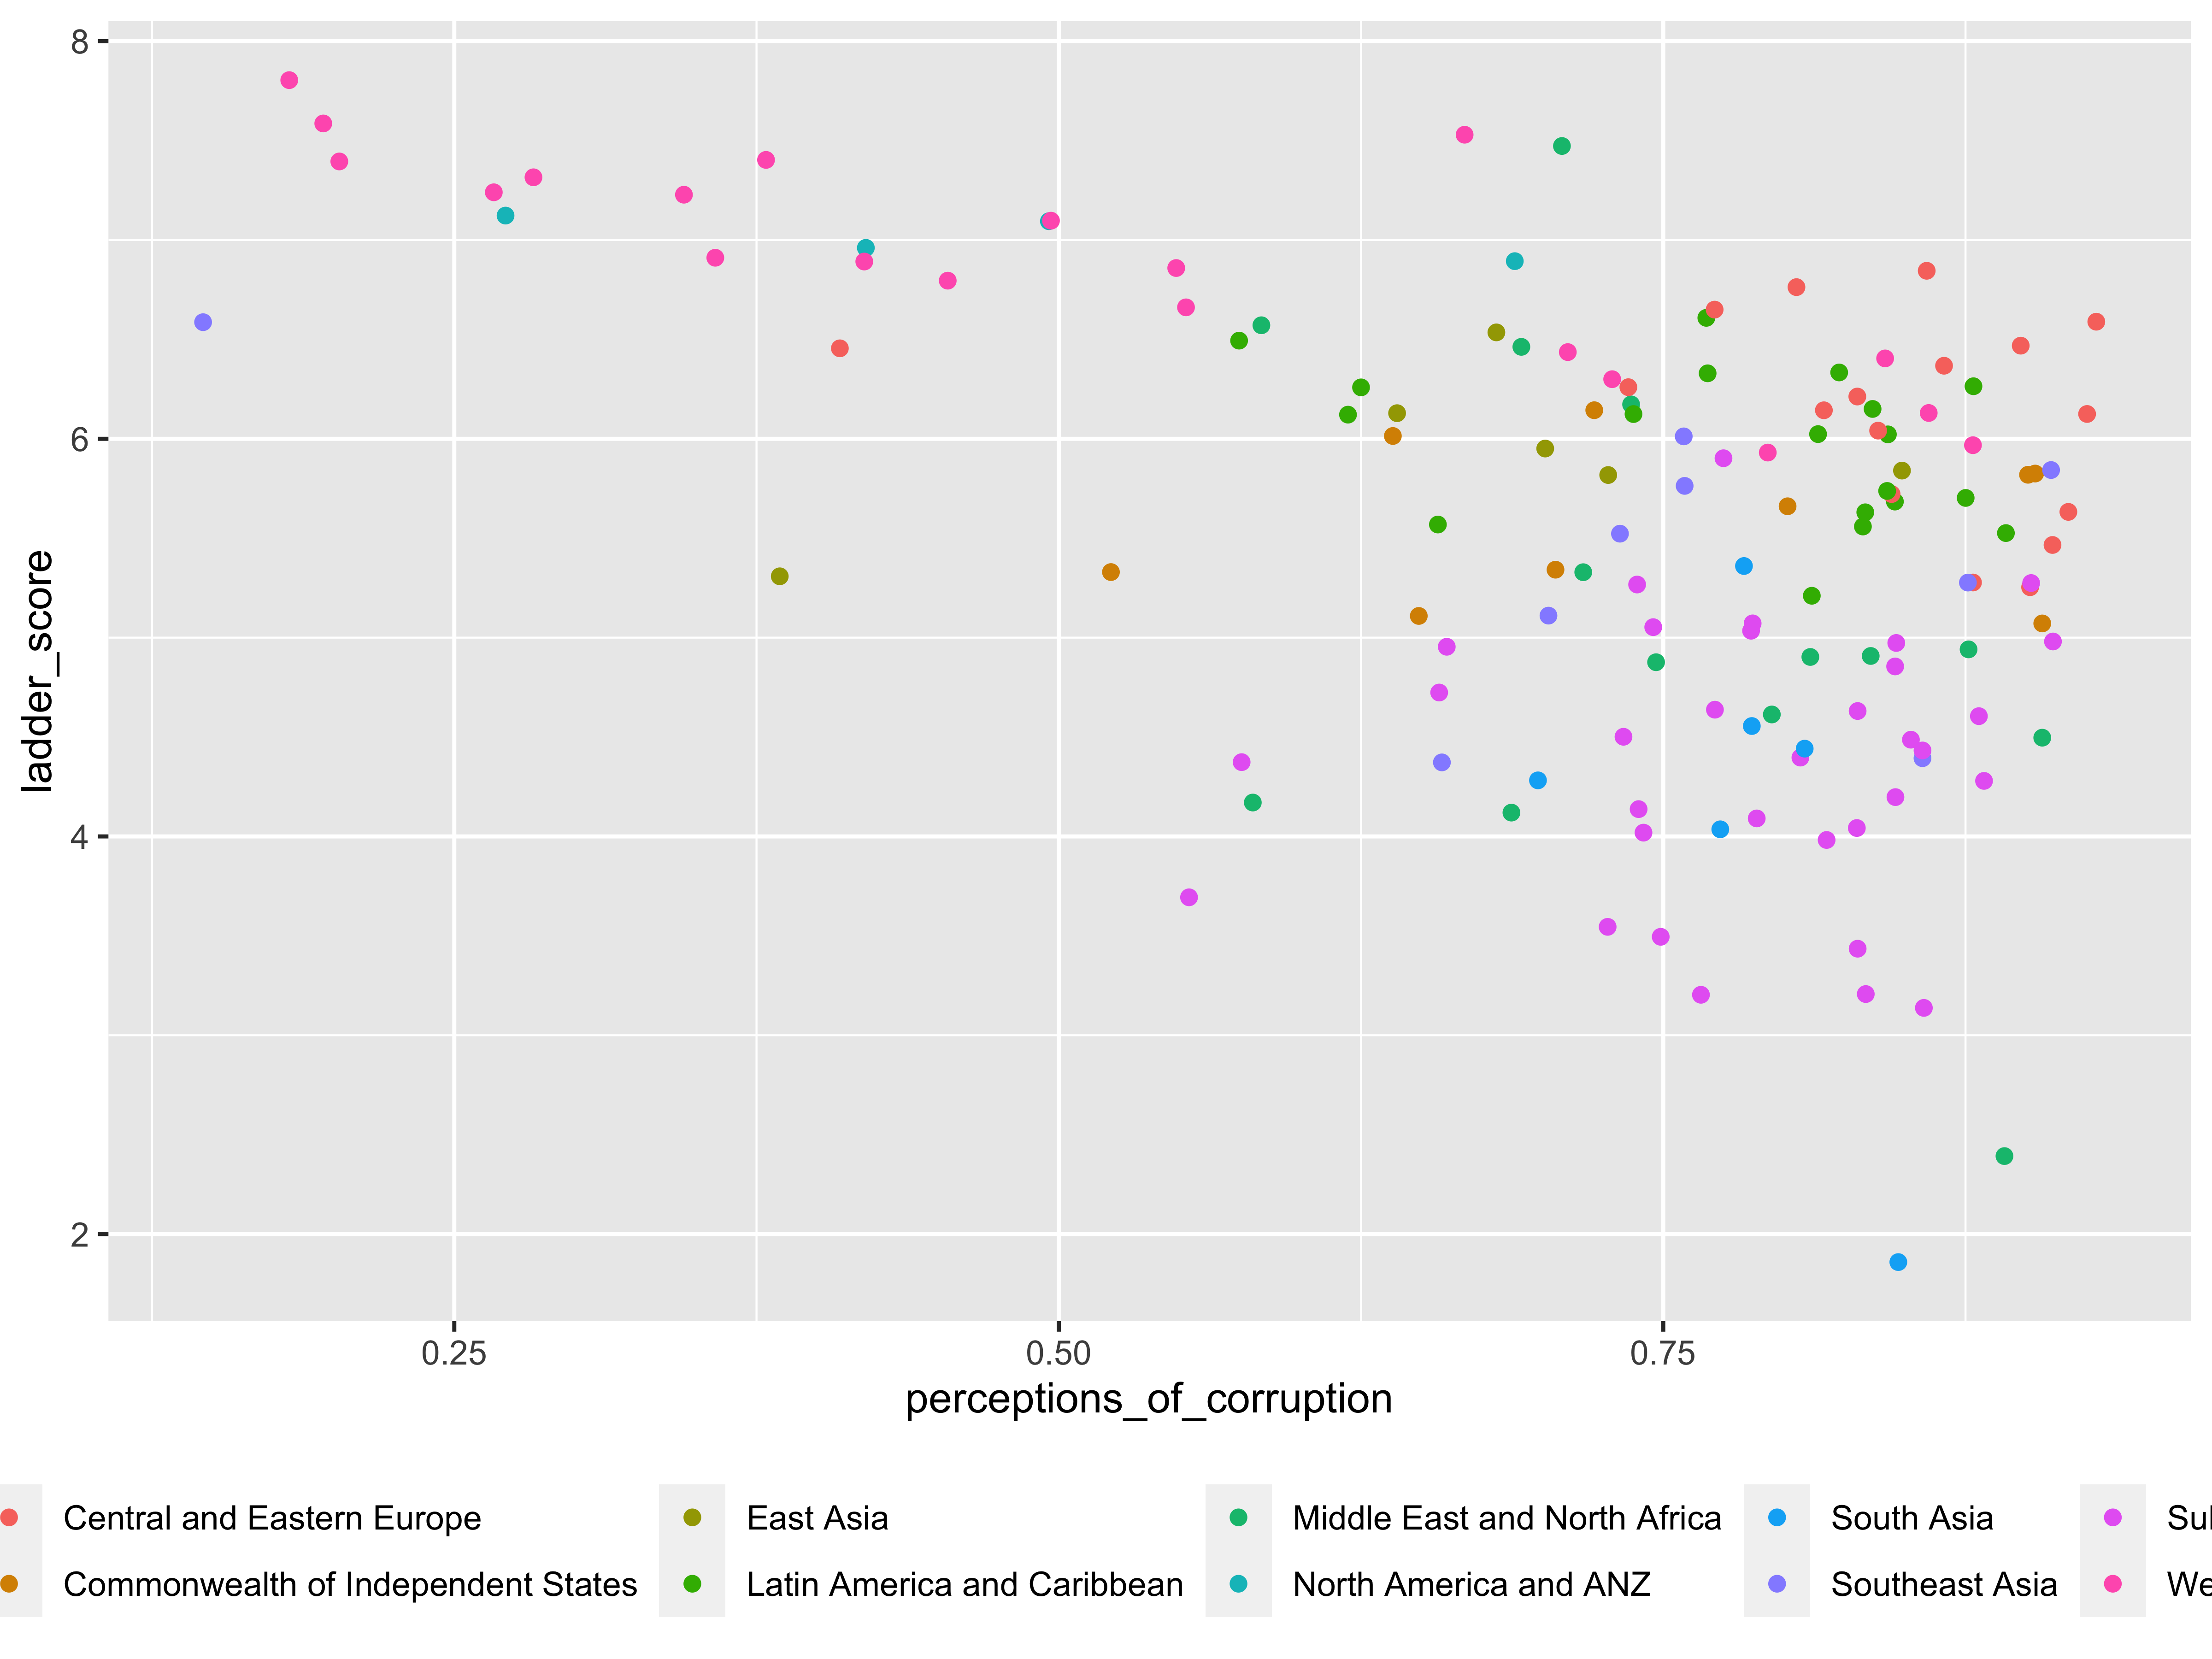 8
6
4
2
ladder_score
0.25 0.50 0.75
perceptions_of_corruption
Central and Eastern Europe East Asia Middle East and North Africa South Asia
Commonwealth of Independent States Latin America and Caribbean North America and ANZ Southeast Asia We